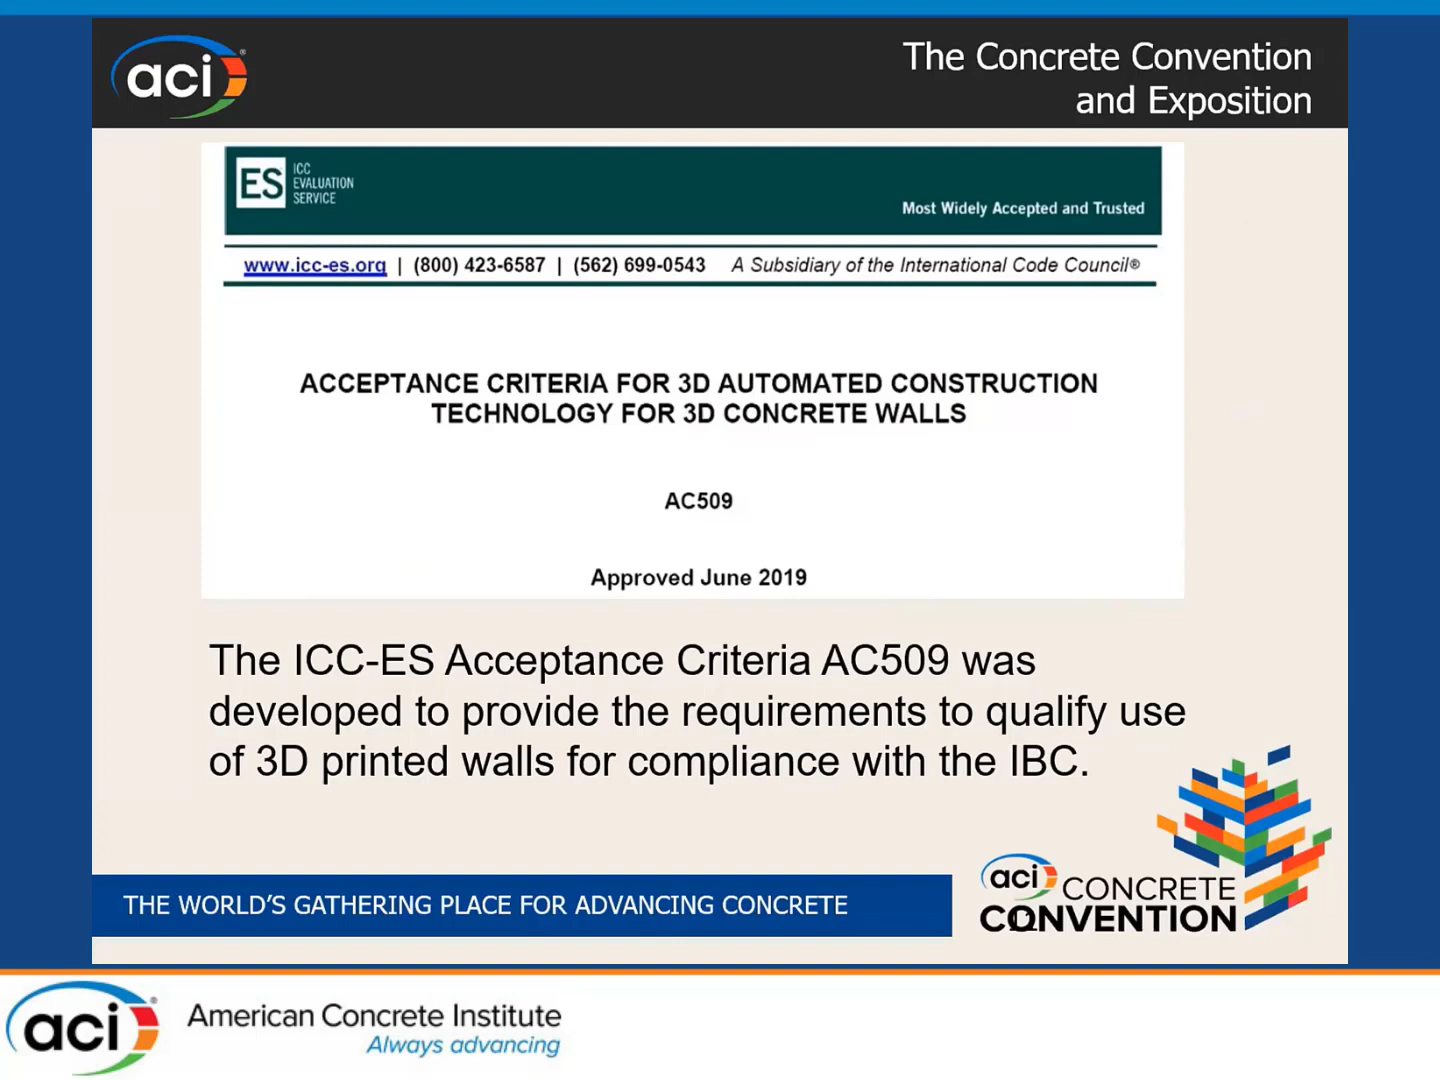 aci
The Concrete Convention
and Exposition
ES ICC
EVALUATION
SERVICE
Most Widely Accepted and Trusted
www.icc-es.org | (800) 423-6587 | (562) 699-0543 A Subsidiary of the International Code Council®
ACCEPTANCE CRITERIA FOR 3D AUTOMATED CONSTRUCTION
TECHNOLOGY FOR 3D CONCRETE WALLS
AC509
Approved June 2019
The ICC-ES Acceptance Criteria AC509 was
developed to provide the requirements to qualify use
of 3D printed walls for compliance with the IBC.
THE WORLD'S GATHERING PLACE FOR ADVANCING CONCRETE
aci CONCRETE
CONVENTION
aci American Concrete Institute
Always advancing